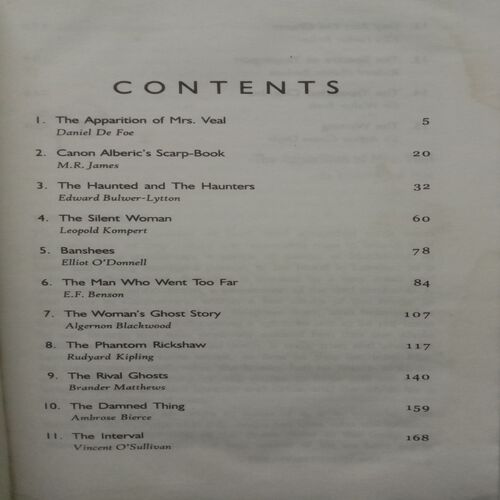 CONTENTS
1. The Apparition of Mrs. Veal 5
Daniel De Foe
2. Canon Alberic's Scarp-Book 20
M.R. James
3. The Haunted and The Haunters 32
Edward Bulwer-Lytton
4. The Silent Woman 60
Leopold Kompert
5. Banshees 78
Elliot O'Donnell
6. The Man Who Went Too Far 84
E.F. Benson
7. The Woman's Ghost Story 107
Algernon Blackwood
8. The Phantom Rickshaw 117
Rudyard Kipling
9. The Rival Ghosts 140
Brander Matthews
10. The Damned Thing 159
Ambrose Bierce
11. The Interval 168
Vincent O'Sullivan